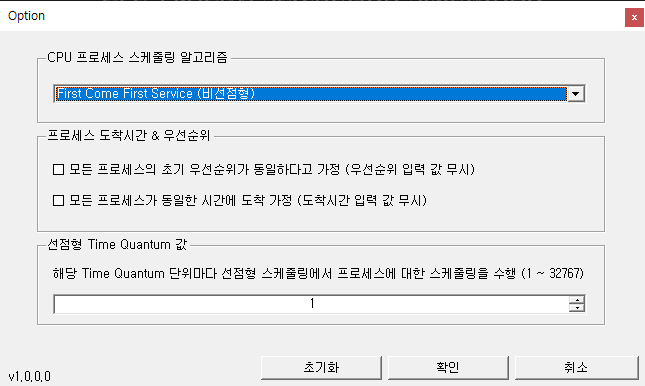 Option
x
CPU 프로세스 스케줄링 알고리즘
First Come First Service (비선점형)
프로세스 도착시간 & 우선순위
모든 프로세스의 초기 우선순위가 동일하다고 가정 (우선순위 입력 값 무시)
모든 프로세스가 동일한 시간에 도착 가정 (도착시간 입력 값 무시)
선점형 Time Quantum 값
해당 Time Quantum 단위마다 선점형 스케줄링에서 프로세스에 대한 스케줄링을 수행 (1 ~ 32767)
1
초기화 확인 취소
v1.0.0.0